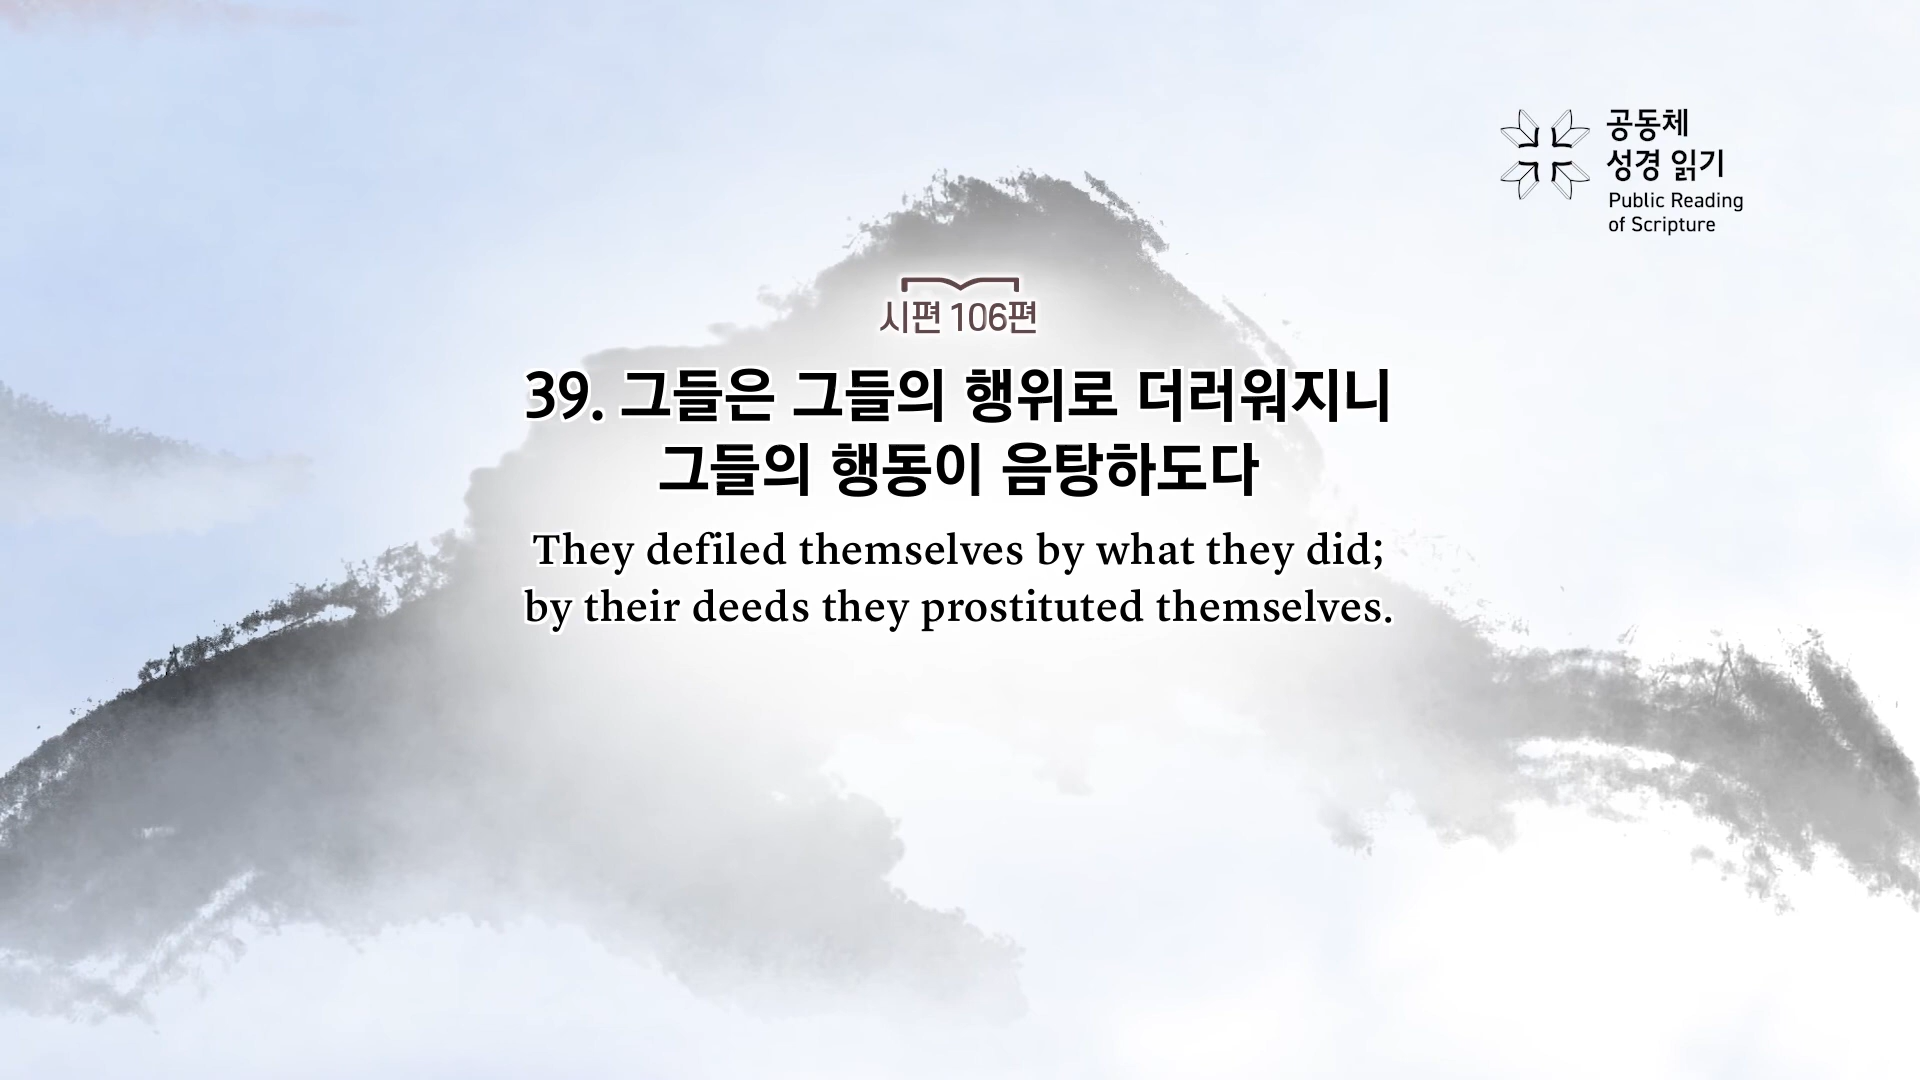 공동체
성경 읽기
Public Reading
of Scripture
시편 106편
39. 그들은 그들의 행위로 더러워지니
그들의 행동이 음탕하도다
They defiled themselves by what they did;
by their deeds they prostituted themselves.